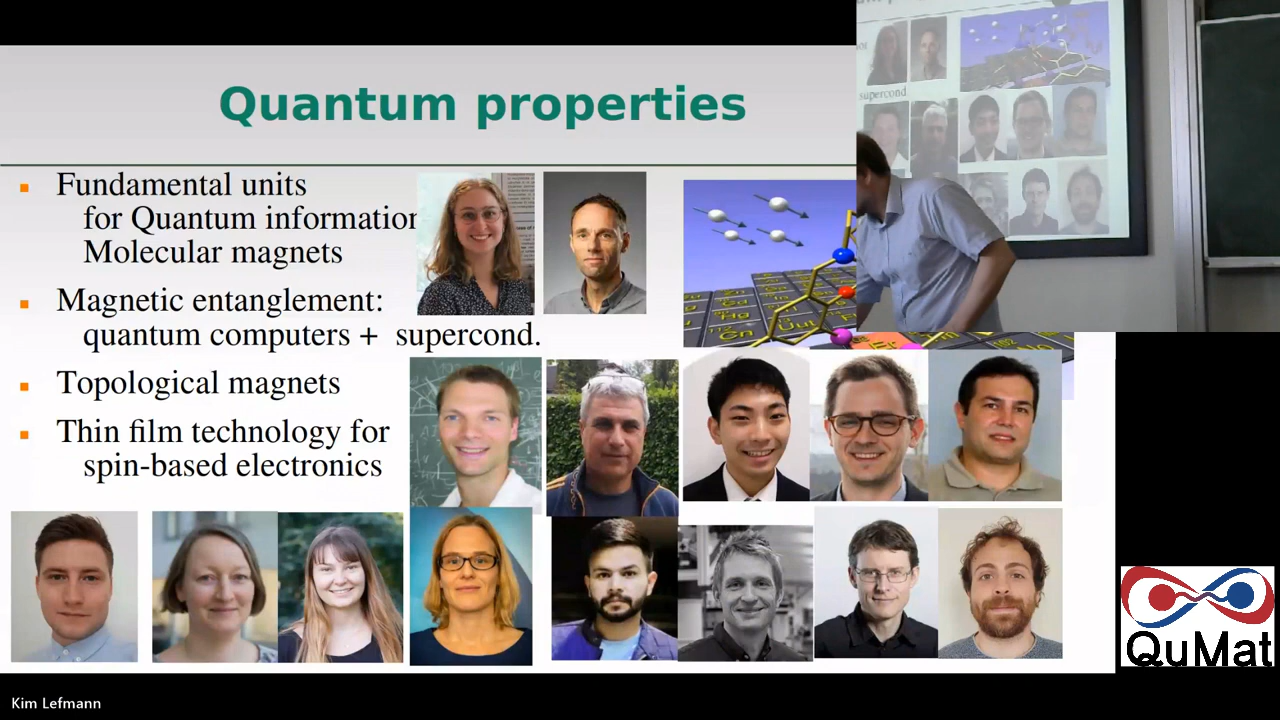 Quantum properties
Fundamental units
for Quantum information
Molecular magnets
Magnetic entanglement:
quantum computers + supercond.
Topological magnets
Thin film technology for
spin-based electronics
supercond
QuMat
Kim Lefmann